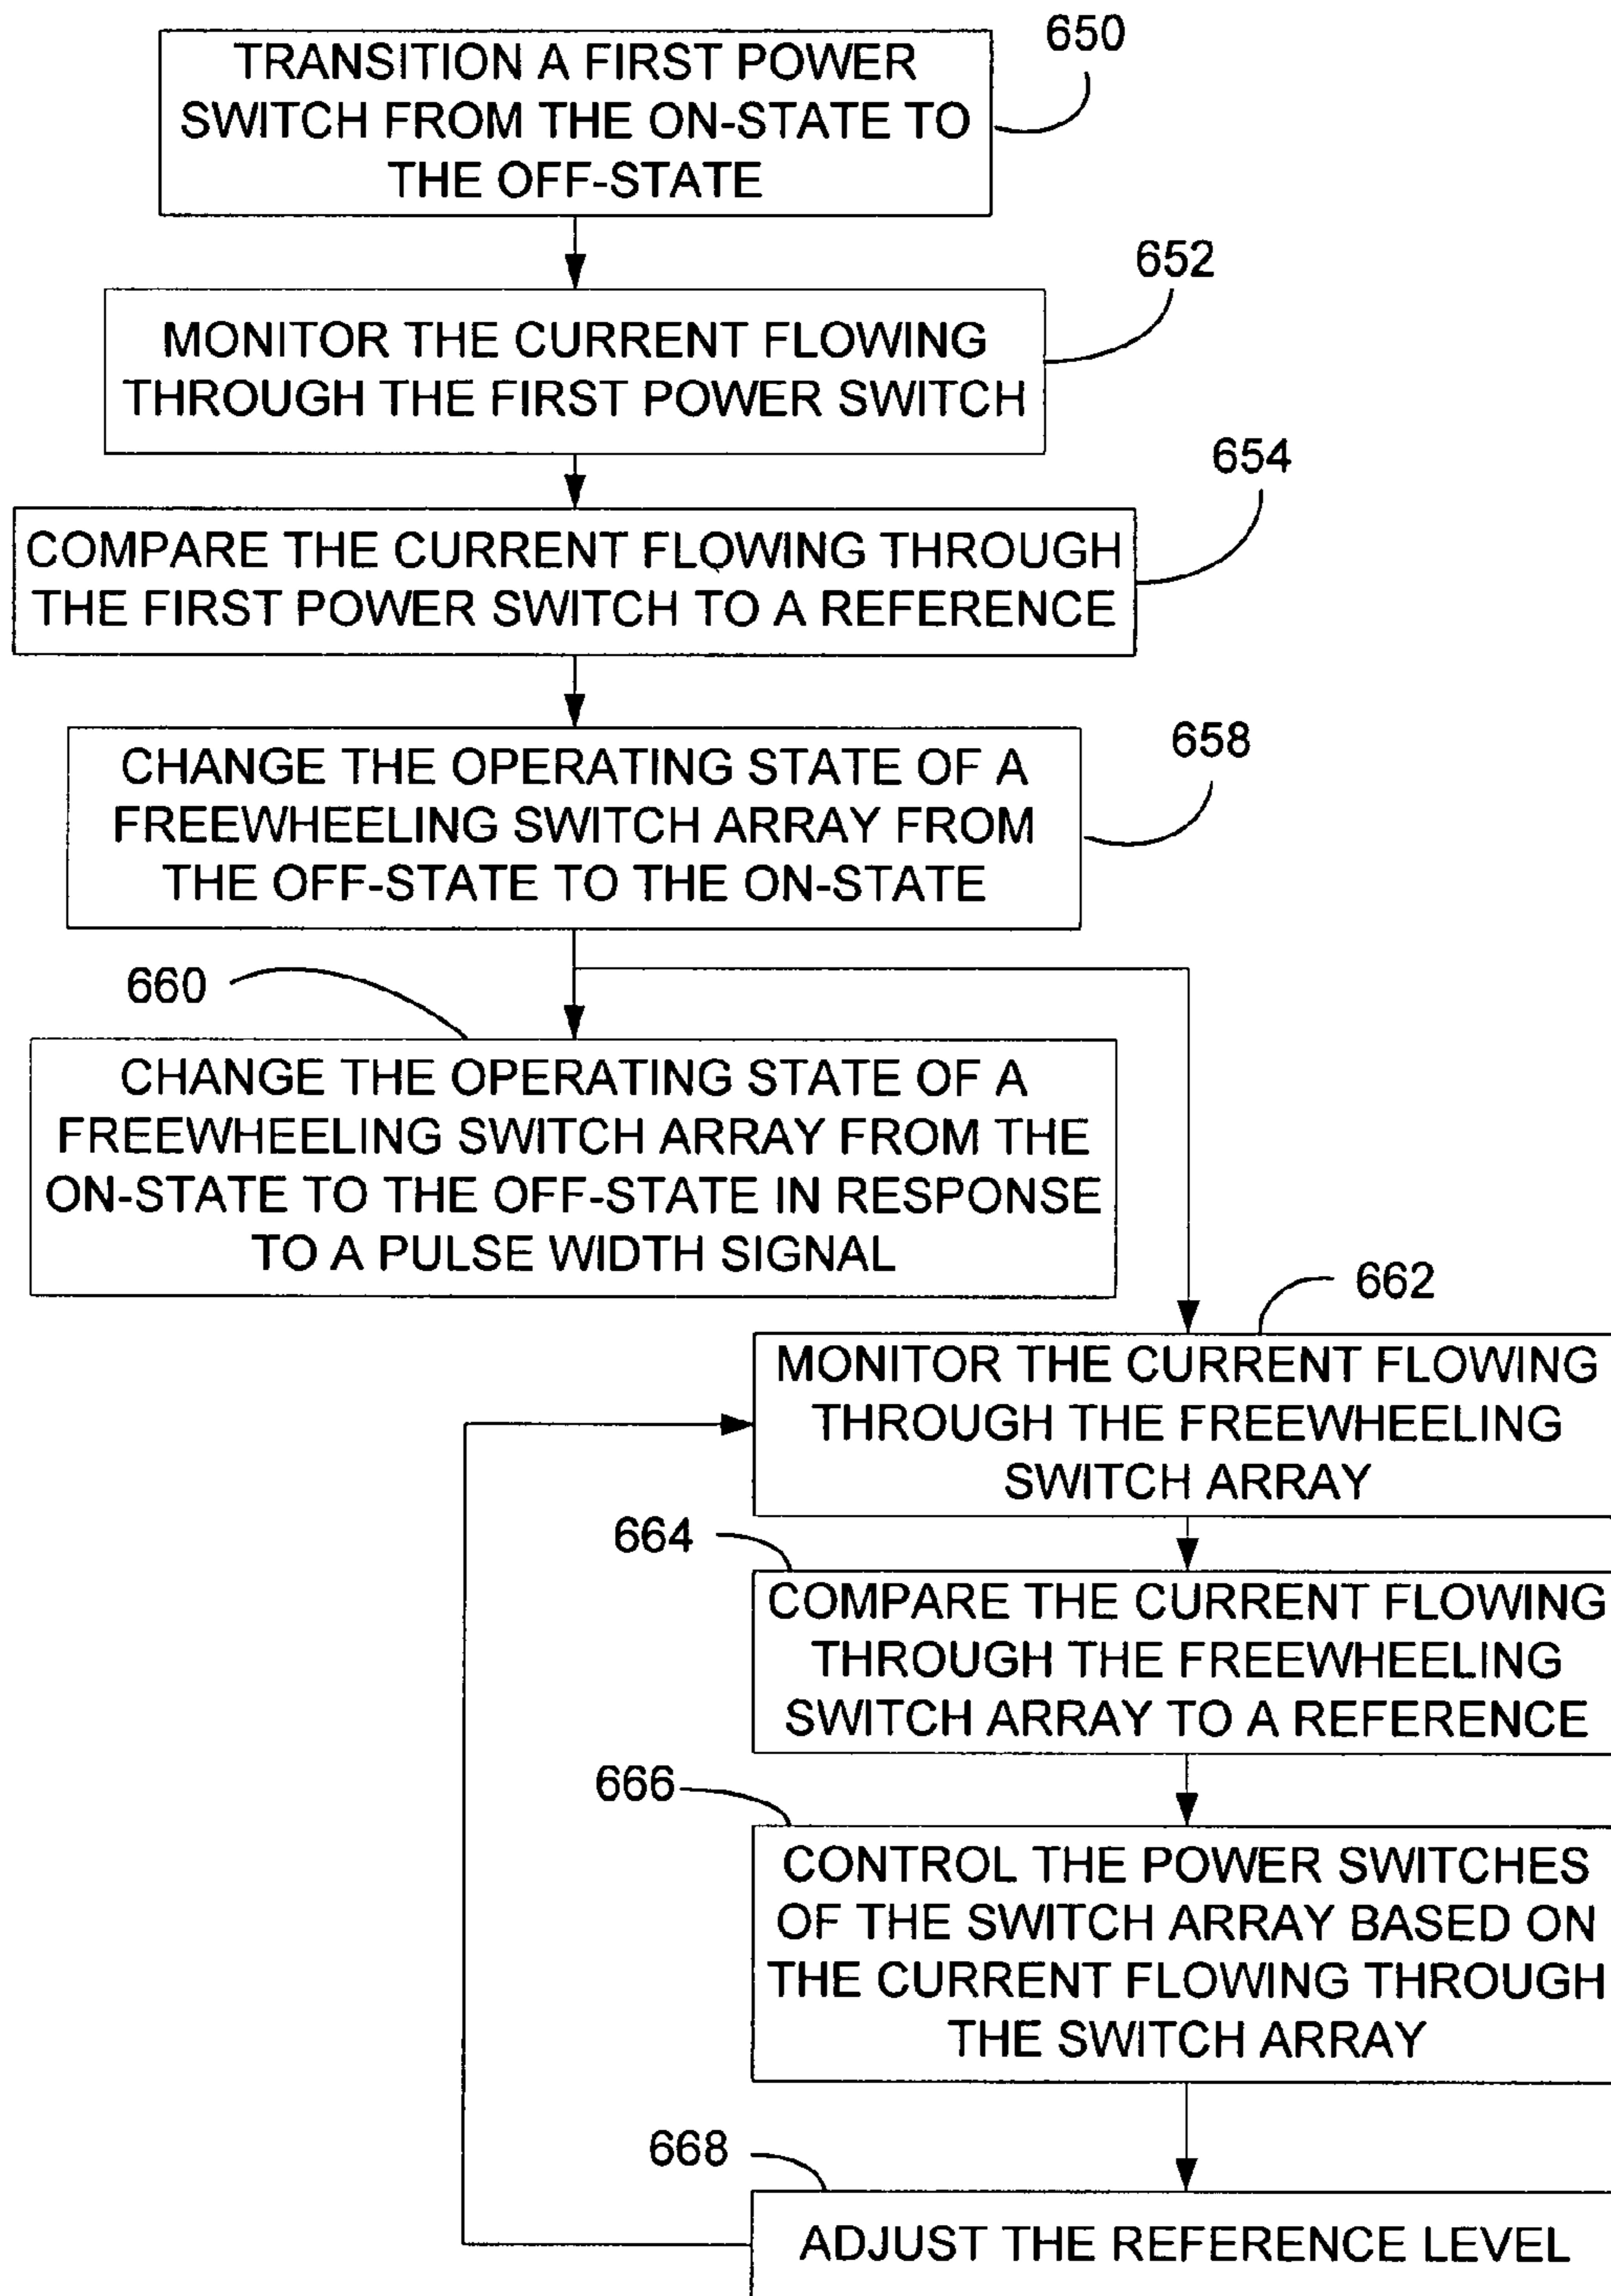 TRANSITION A FIRST POWER
SWITCH FROM THE ON-STATE TO
THE OFF-STATE
650
MONITOR THE CURRENT FLOWING
THROUGH THE FIRST POWER SWITCH
652
COMPARE THE CURRENT FLOWING THROUGH
THE FIRST POWER SWITCH TO A REFERENCE
654
CHANGE THE OPERATING STATE OF A
FREEWHEELING SWITCH ARRAY FROM
THE OFF-STATE TO THE ON-STATE
658
660
CHANGE THE OPERATING STATE OF A
FREEWHEELING SWITCH ARRAY FROM THE
ON-STATE TO THE OFF-STATE IN RESPONSE
TO A PULSE WIDTH SIGNAL
662
MONITOR THE CURRENT FLOWING
THROUGH THE FREEWHEELING
SWITCH ARRAY
664
COMPARE THE CURRENT FLOWING
THROUGH THE FREEWHEELING
SWITCH ARRAY TO A REFERENCE
666
CONTROL THE POWER SWITCHES
OF THE SWITCH ARRAY BASED ON
THE CURRENT FLOWING THROUGH
THE SWITCH ARRAY
668
ADJUST THE REFERENCE LEVEL